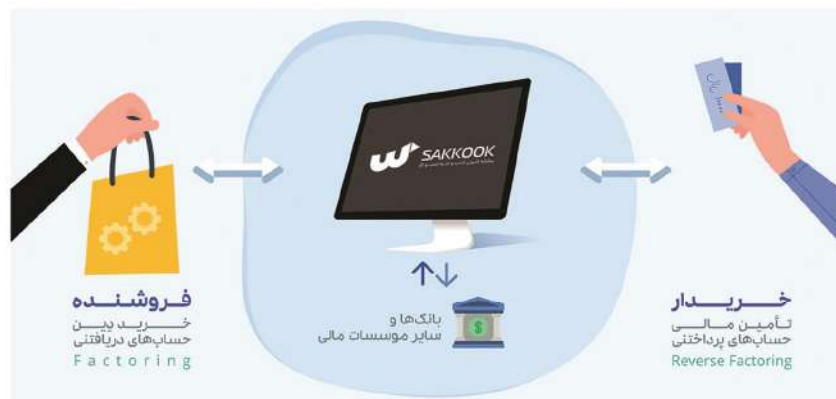 SAKKOOK
خریدار
تأمین مالی
حساب‌های پرداختنی
Reverse Factoring
بانک‌ها و
سایر موسسات مالی
فروشنده
خرید دین
حساب‌های دریافتنی
Factoring